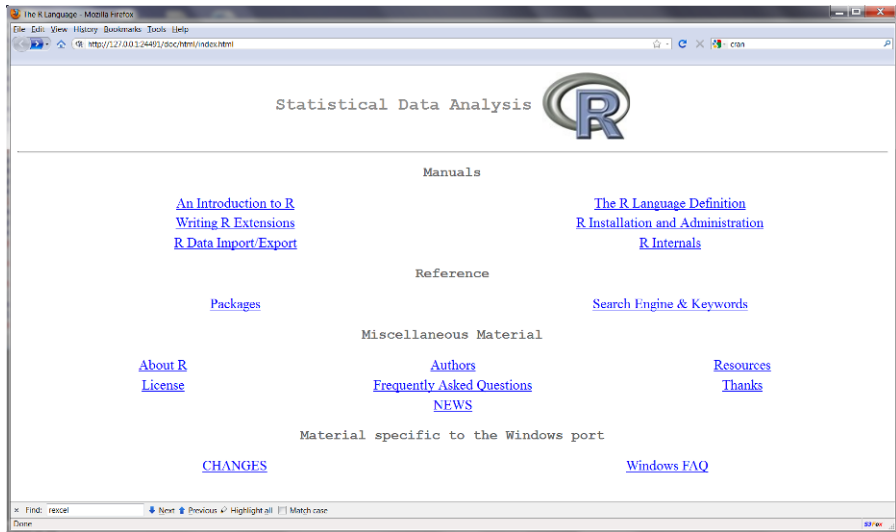 The R Language - Mozilla Firefox
File Edit View History Bookmarks Tools Help
http://127.0.0.1:24491/doc/html/index.html cran
Statistical Data Analysis R
Manuals
An Introduction to R The R Language Definition
Writing R Extensions R Installation and Administration
R Data Import/Export R Internals
Reference
Packages Search Engine & Keywords
Miscellaneous Material
About R Authors Resources
License Frequently Asked Questions Thanks
NEWS
Material specific to the Windows port
CHANGES Windows FAQ
× Find: rexcel Next Previous Highlight all Match case
Done